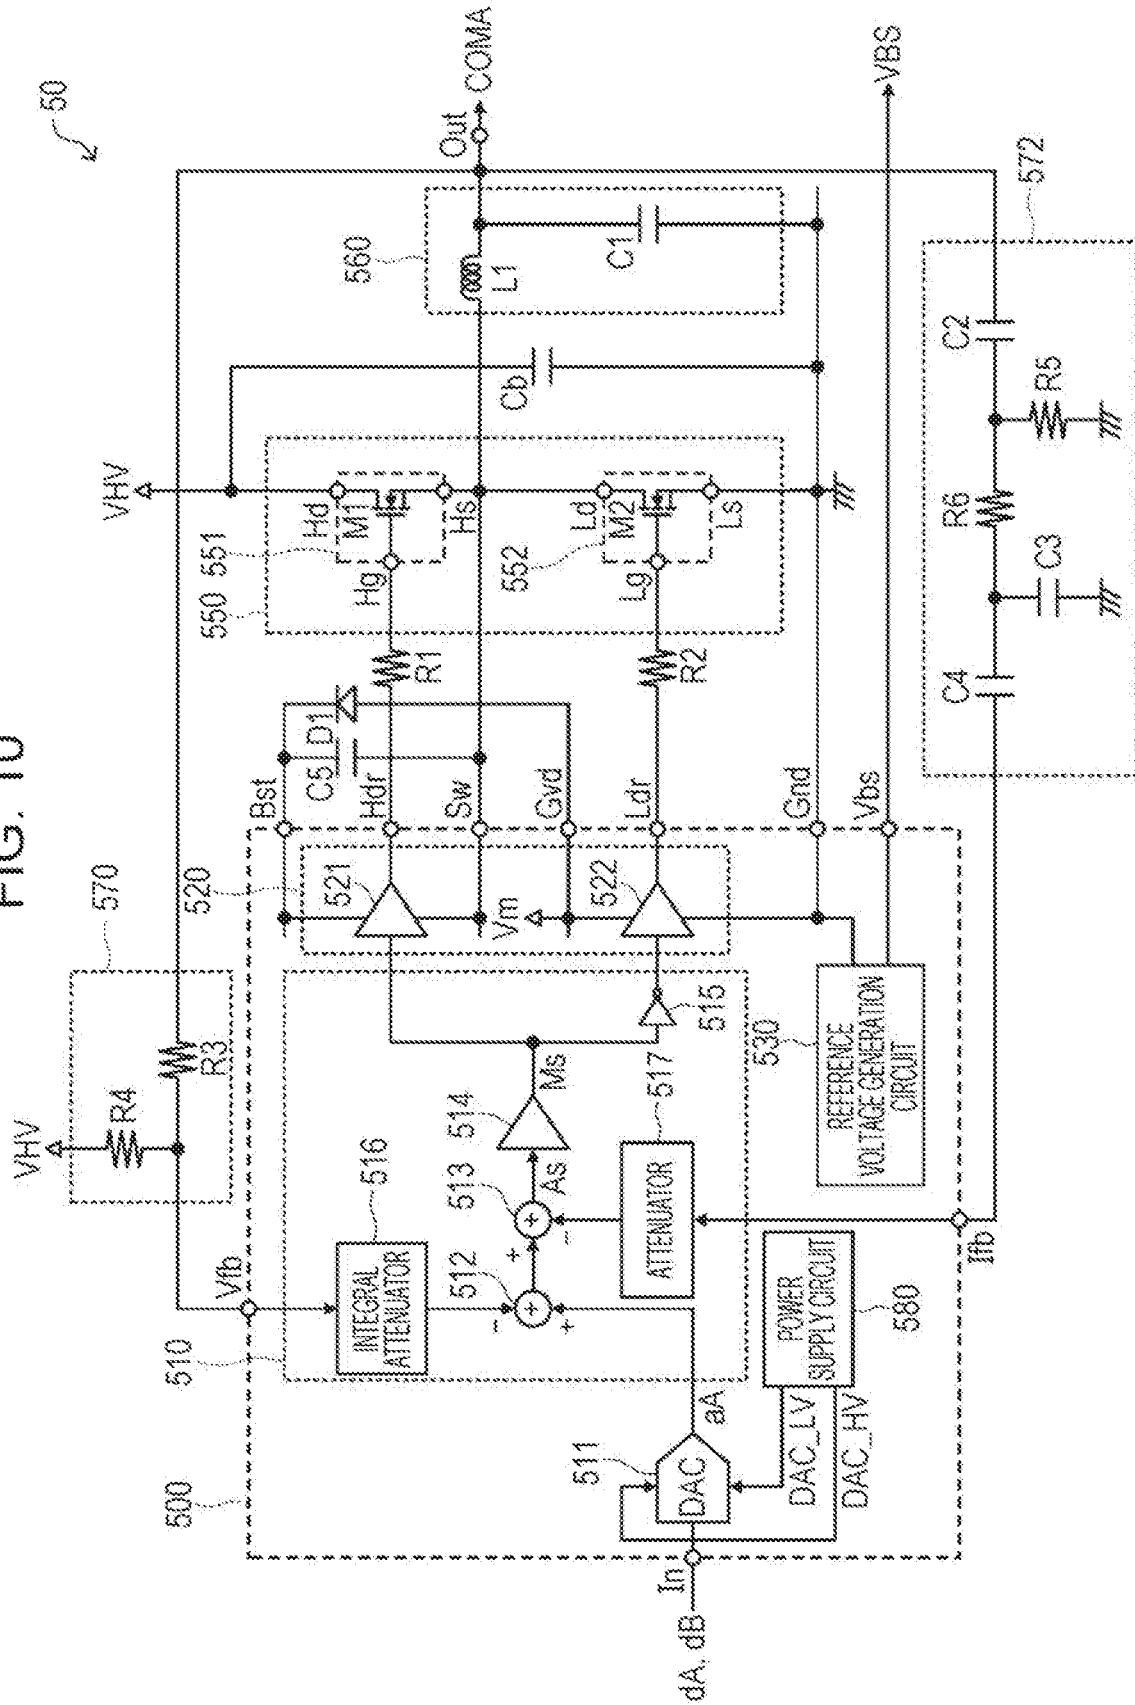 FIG. 10
50
VHV
570
R4
R3
VHV
550
551
Hd
M1
Hg
Hs
560
L1
C1
Out
COMA
Cb
552
Ld
M2
Lg
Ls
R1
R2
Bst
C5
D1
Hdr
Sw
Gvd
Ldr
Gnd
Vbs
VBS
500
510
Vfb
516
INTEGRAL
ATTENUATOR
520
521
Vm
522
512
-
+
513
+
-
As
514
Ms
515
517
ATTENUATOR
511
DAC
aA
In
dA, dB
DAC_LV
DAC_HV
POWER
SUPPLY CIRCUIT
580
530
REFERENCE
VOLTAGE GENERATION
CIRCUIT
Ifb
572
C4
C3
R6
R5
C2